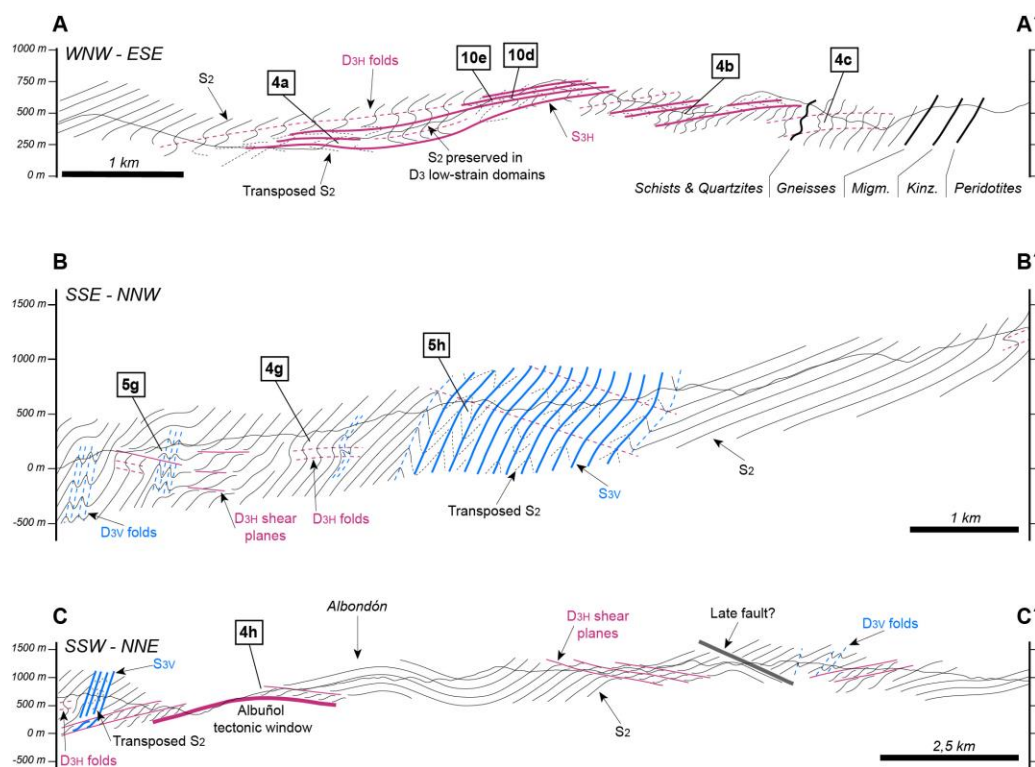 A
A'
WNW - ESE
1000 m
750 m
500 m
250 m
0 m
S2
4a
D3H folds
10e
10d
4b
4c
S3H
S2 preserved in
D3 low-strain domains
Transposed S2
1 km
Schists & Quartzites
Gneisses
Migm.
Kinz.
Peridotites
B
B'
SSE - NNW
1500 m
1000 m
500 m
0 m
-500 m
5g
4g
5h
S2
S3V
Transposed S2
D3V folds
D3H shear
planes
D3H folds
1 km
C
C'
SSW - NNE
1500 m
1000 m
500 m
0 m
-500 m
S3V
4h
Albondón
D3H shear
planes
Late fault?
D3V folds
Albuñol
tectonic window
Transposed S2
D3H folds
S2
2,5 km